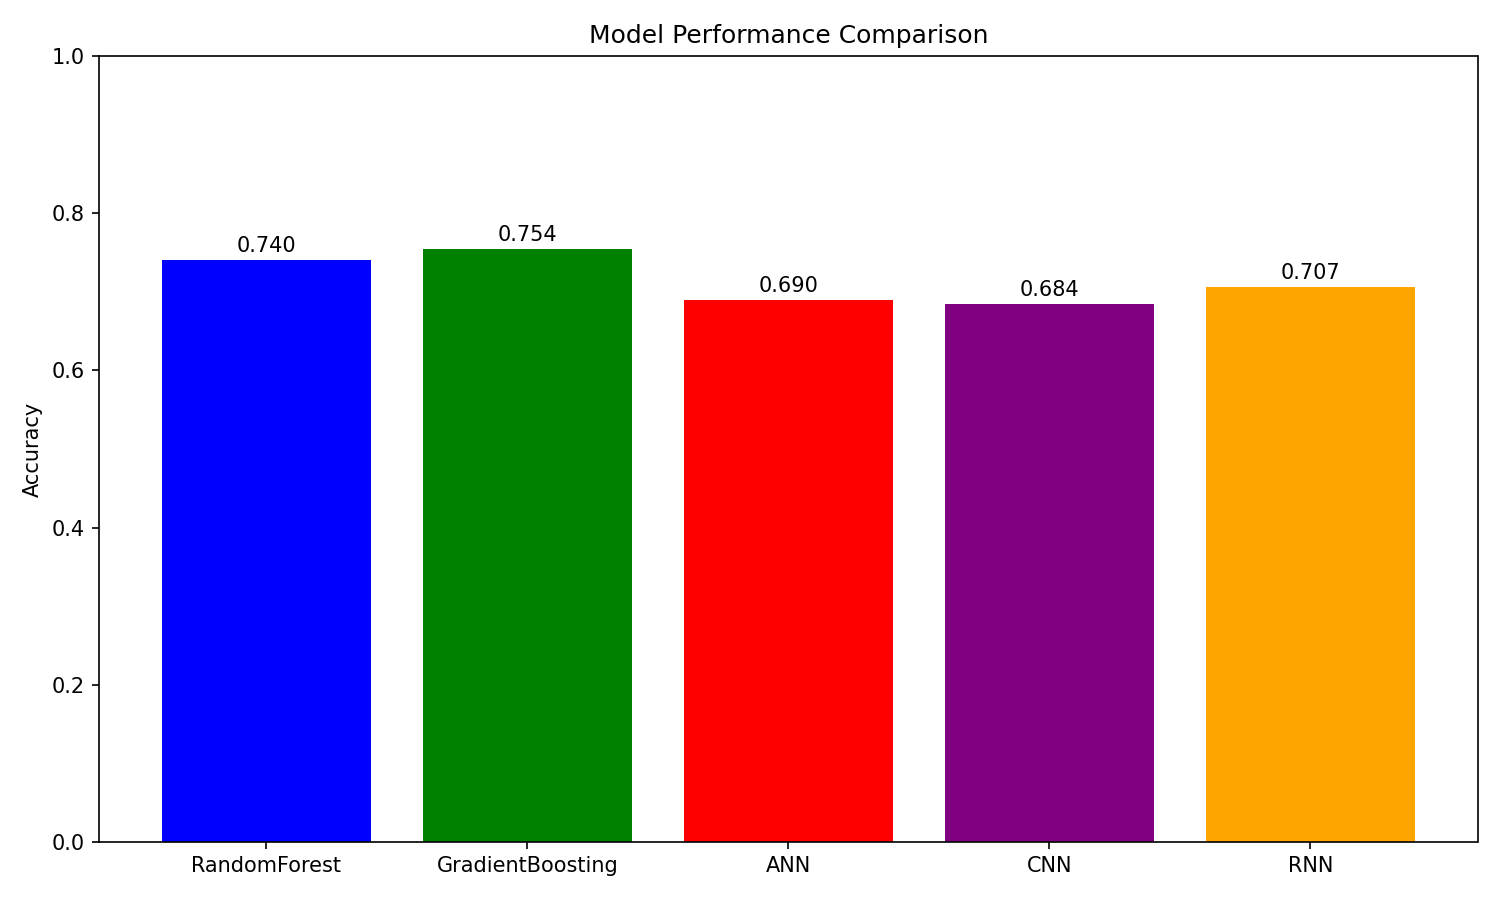 Model Performance Comparison
1.0
0.8
0.6
0.4
0.2
0.0
Accuracy
0.740
0.754
0.690
0.684
0.707
RandomForest
GradientBoosting
ANN
CNN
RNN